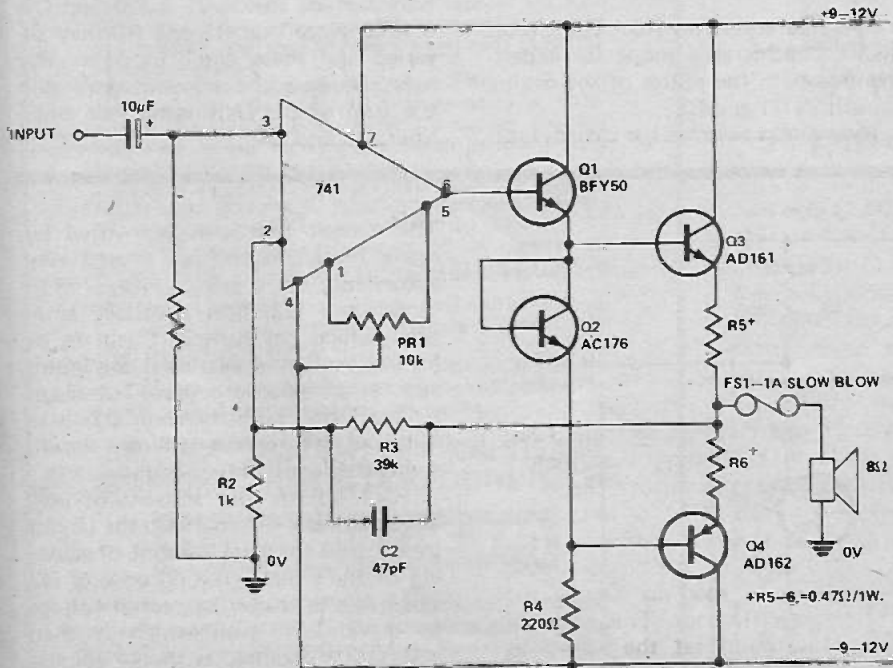 +9–12V
10μF
+
INPUT
3
7
741
6
5
2
1
4
Q1
BFY50
Q3
AD161
Q2
AC176
PR1
10k
R5+
FS1–1A SLOW BLOW
R3
39k
R2
1k
R6+
8Ω
C2
47pF
0V
0V
Q4
AD162
R4
220Ω
+R5–6,=0.47Ω/1W.
–9–12V